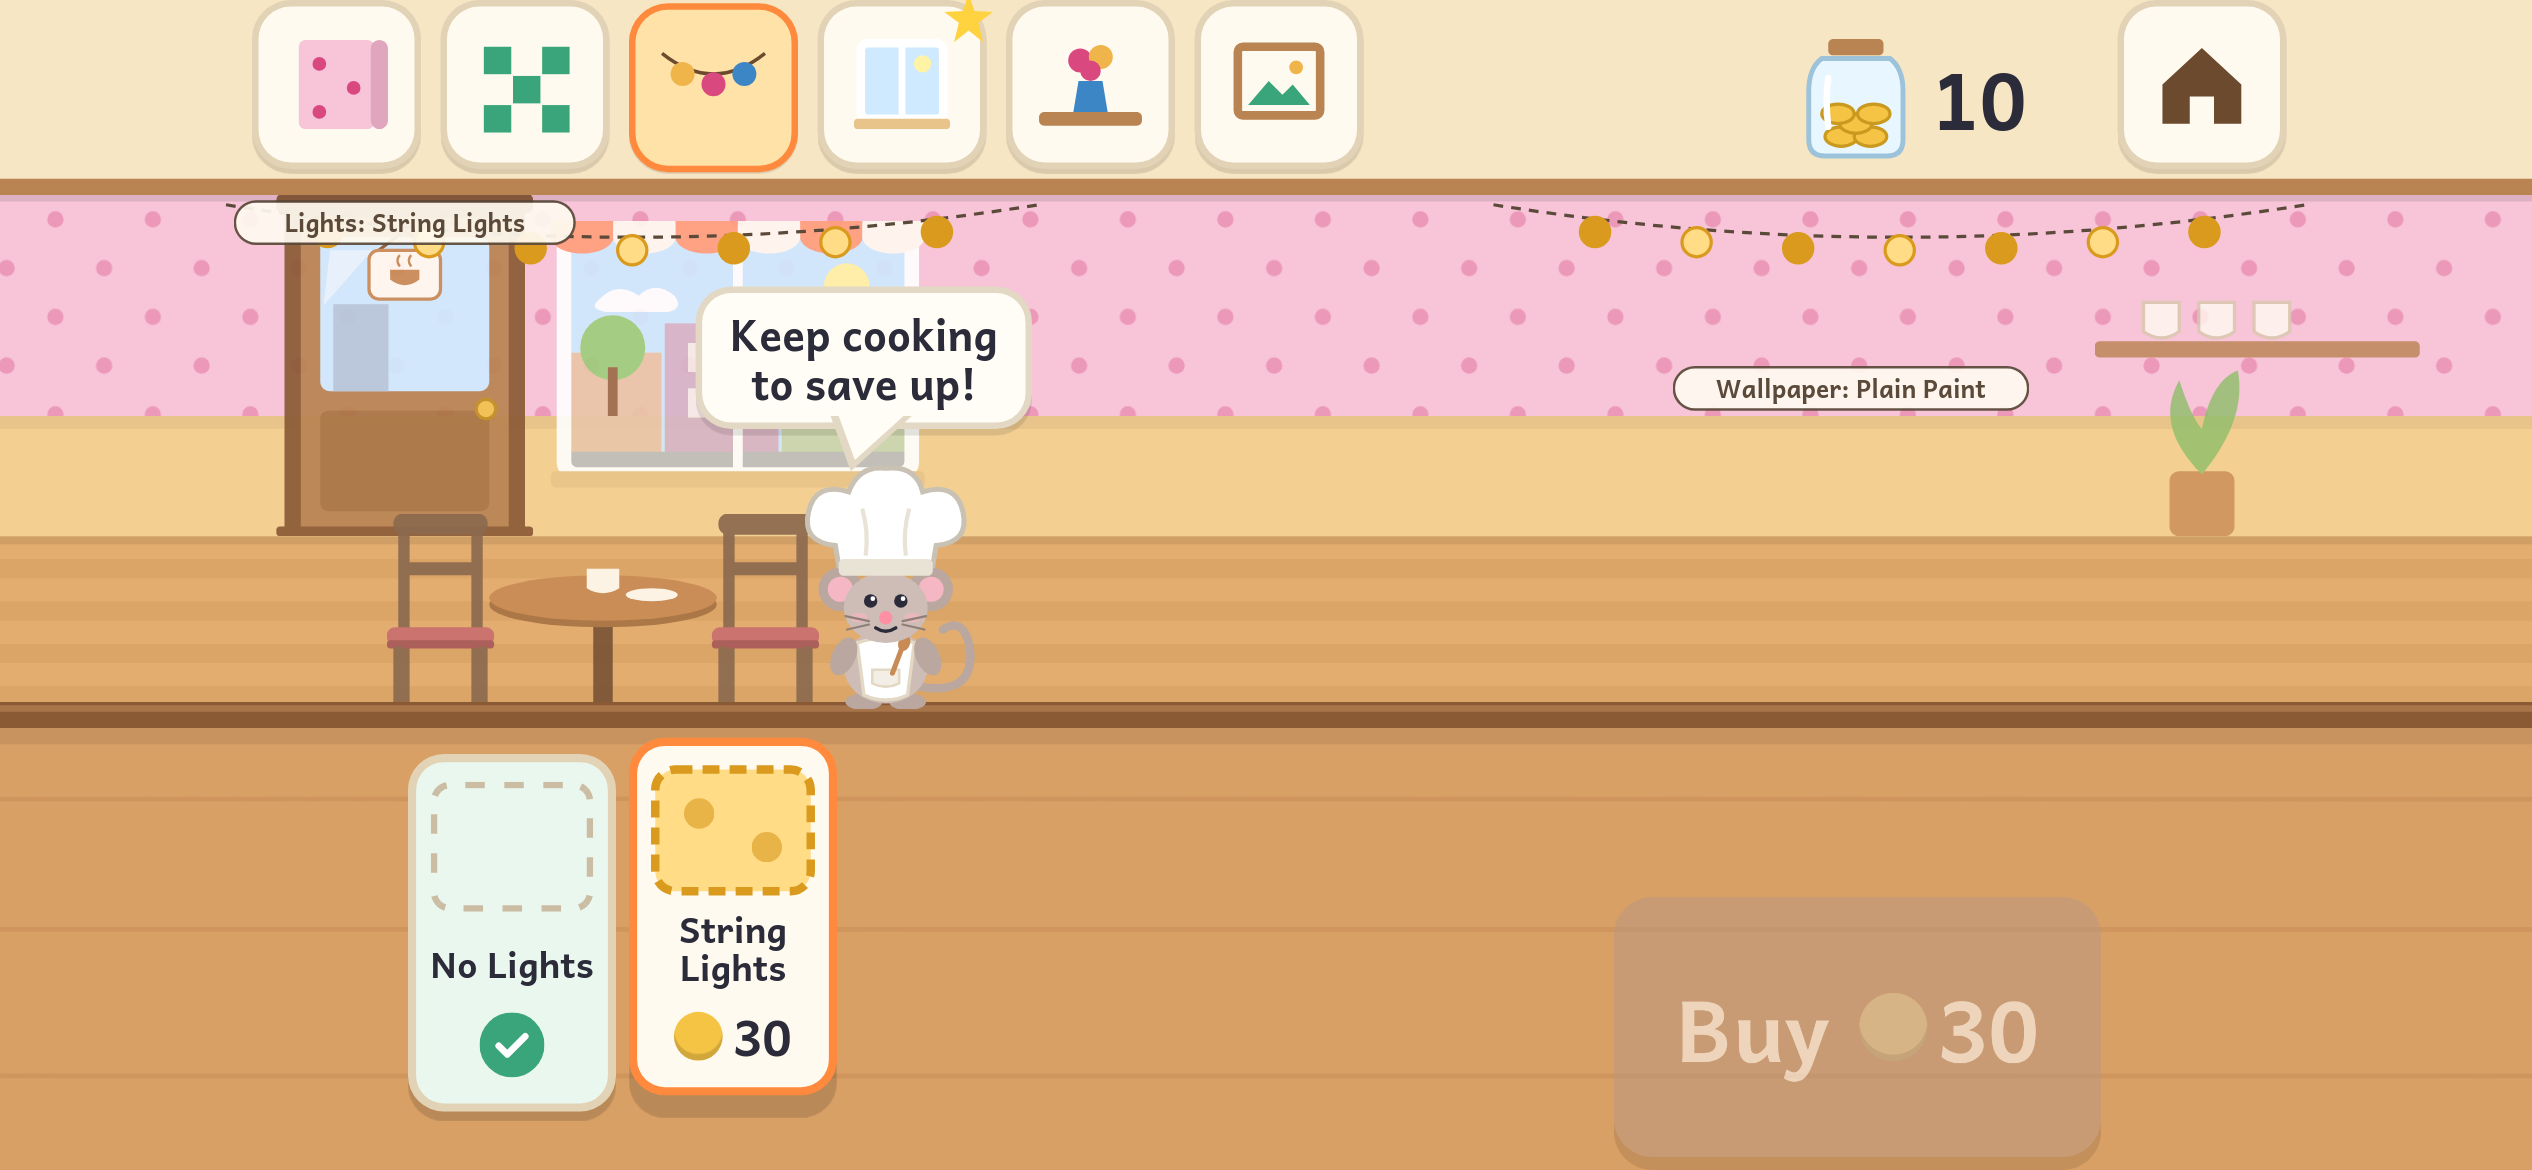 10
Lights: String Lights
Keep cooking
to save up!
Wallpaper: Plain Paint
No Lights
String
Lights
30
Buy 30